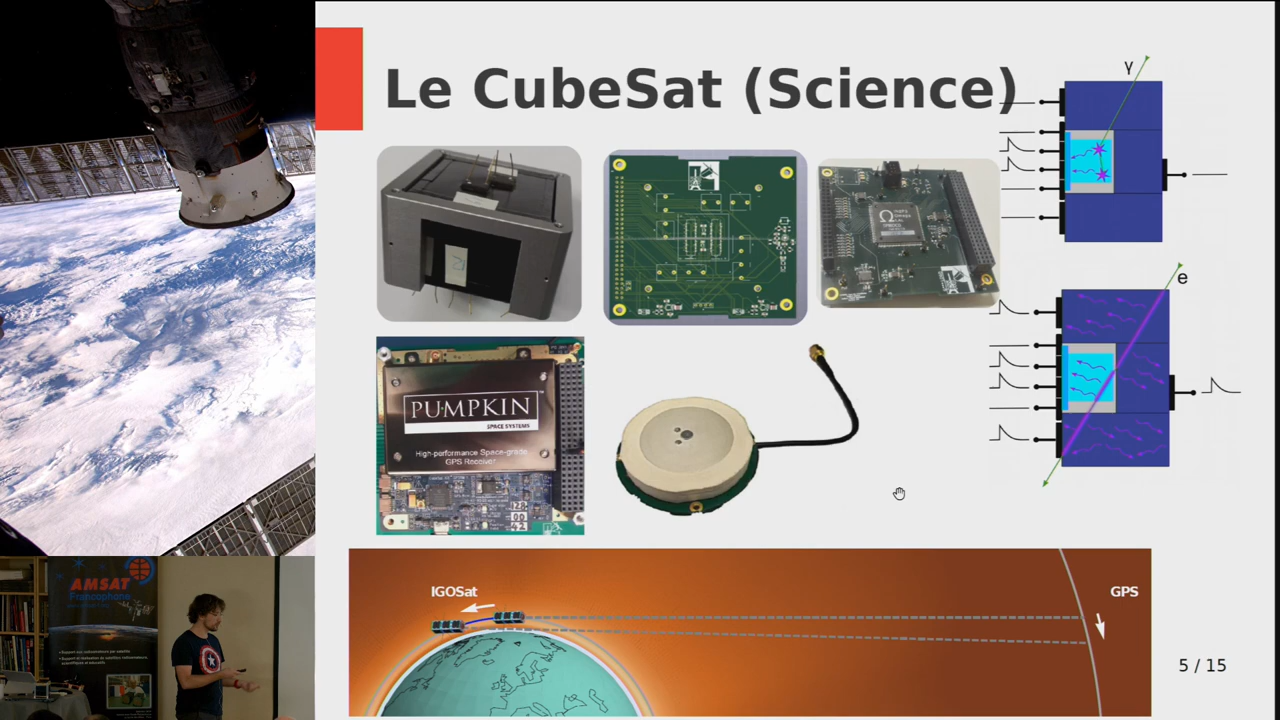 Le CubeSat (Science)
γ
e
PUMPKIN
SPACE SYSTEMS
High-performance Space-grade
GPS Receiver
IGOSat
GPS
5 / 15
AMSAT
Francophone